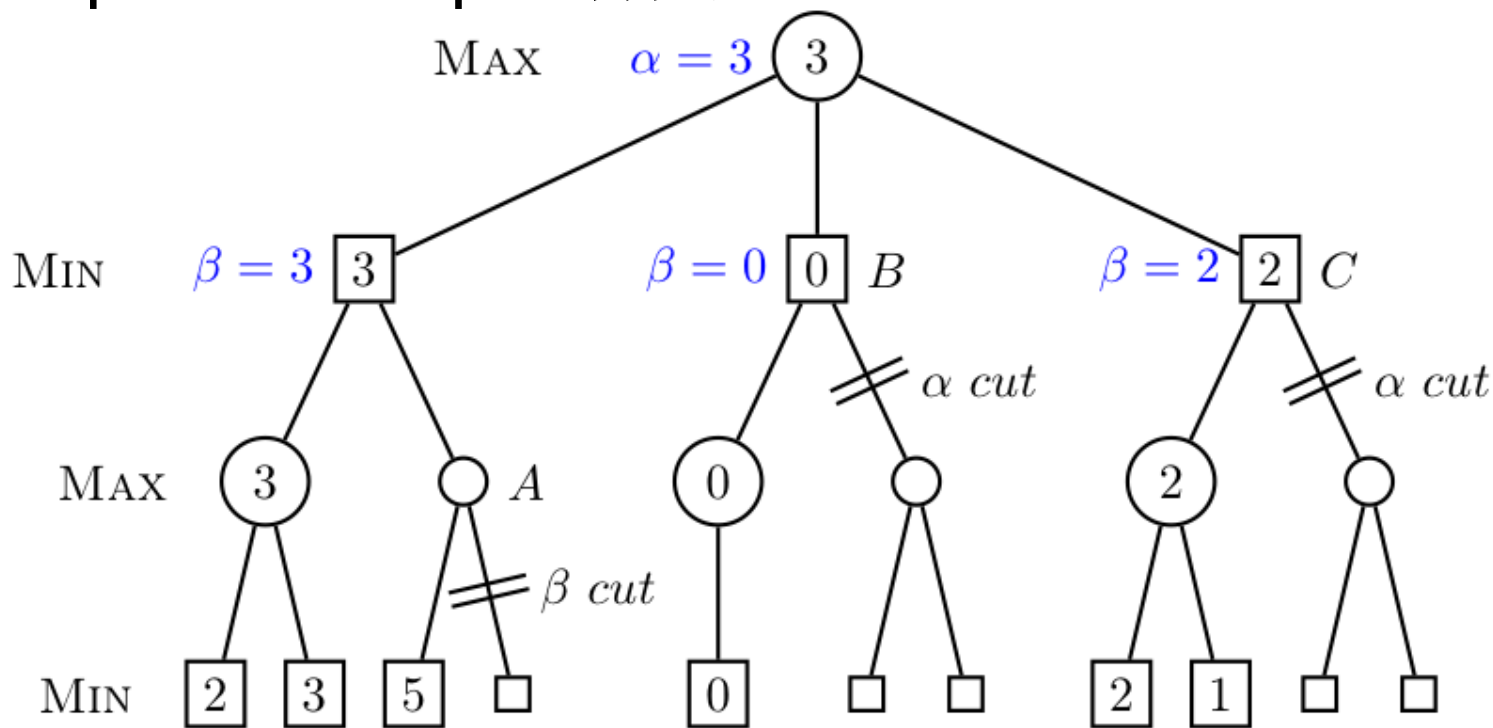 MAX α = 3 3
MIN β = 3 3 β = 0 0 B β = 2 2 C
α cut α cut
MAX 3 A 0 2
β cut
MIN 2 3 5 0 2 1